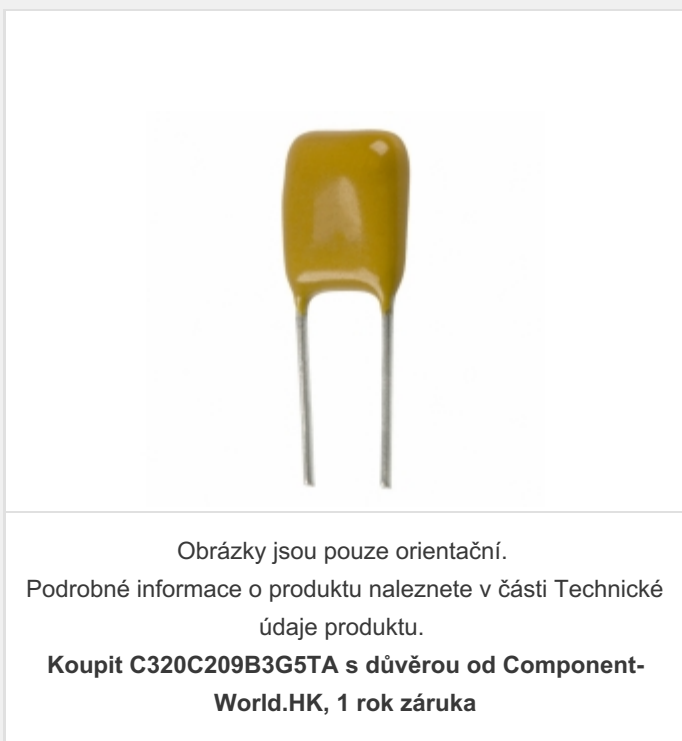 Obrázky jsou pouze orientační.
Podrobné informace o produktu naleznete v části Technické
údaje produktu.
Koupit C320C209B3G5TA s důvěrou od Component-
World.HK, 1 rok záruka